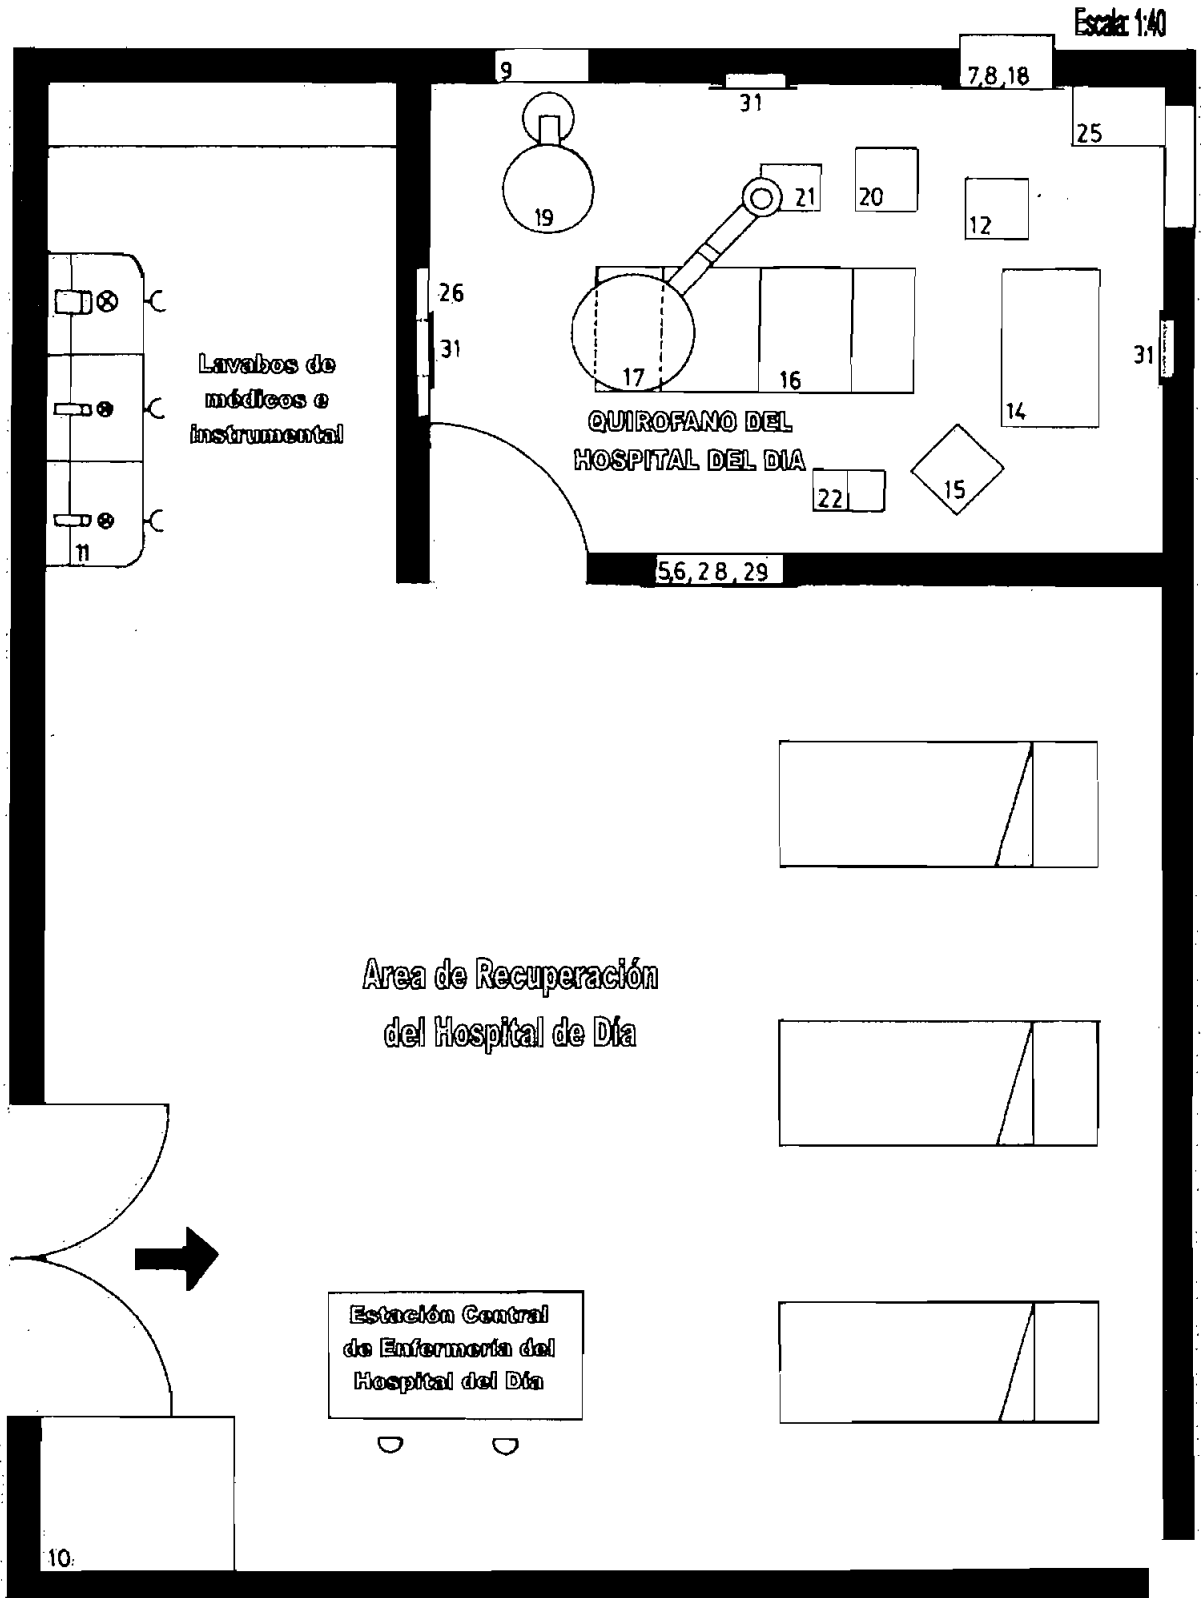 Escala: 1:40
9
7,8,18
31
25
21
20
19
12
26
31
31
17
16
14
Lavabos de
médicos e
instrumental
QUIROFANO DEL
HOSPITAL DEL DIA
22
15
11
5,6,28,29
Area de Recuperación
del Hospital de Día
Estación Central
de Enfermería del
Hospital del Día
10